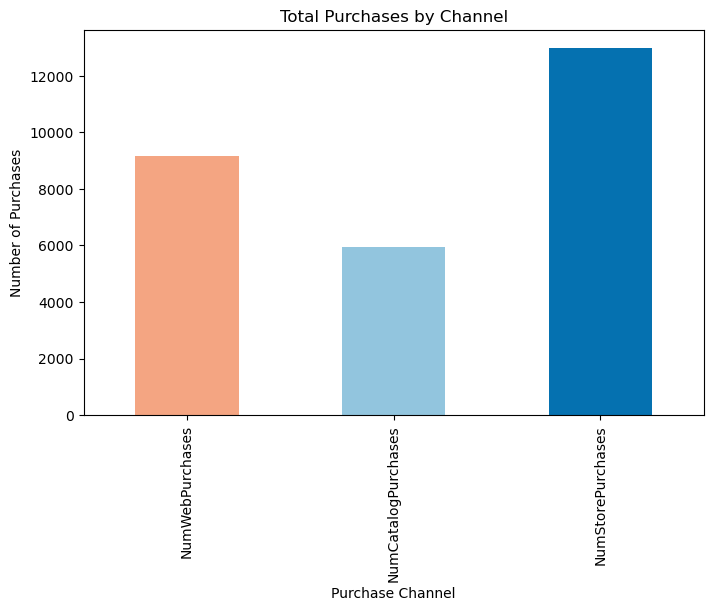 Total Purchases by Channel
Number of Purchases
12000
10000
8000
6000
4000
2000
0
NumWebPurchases
NumCatalogPurchases
NumStorePurchases
Purchase Channel